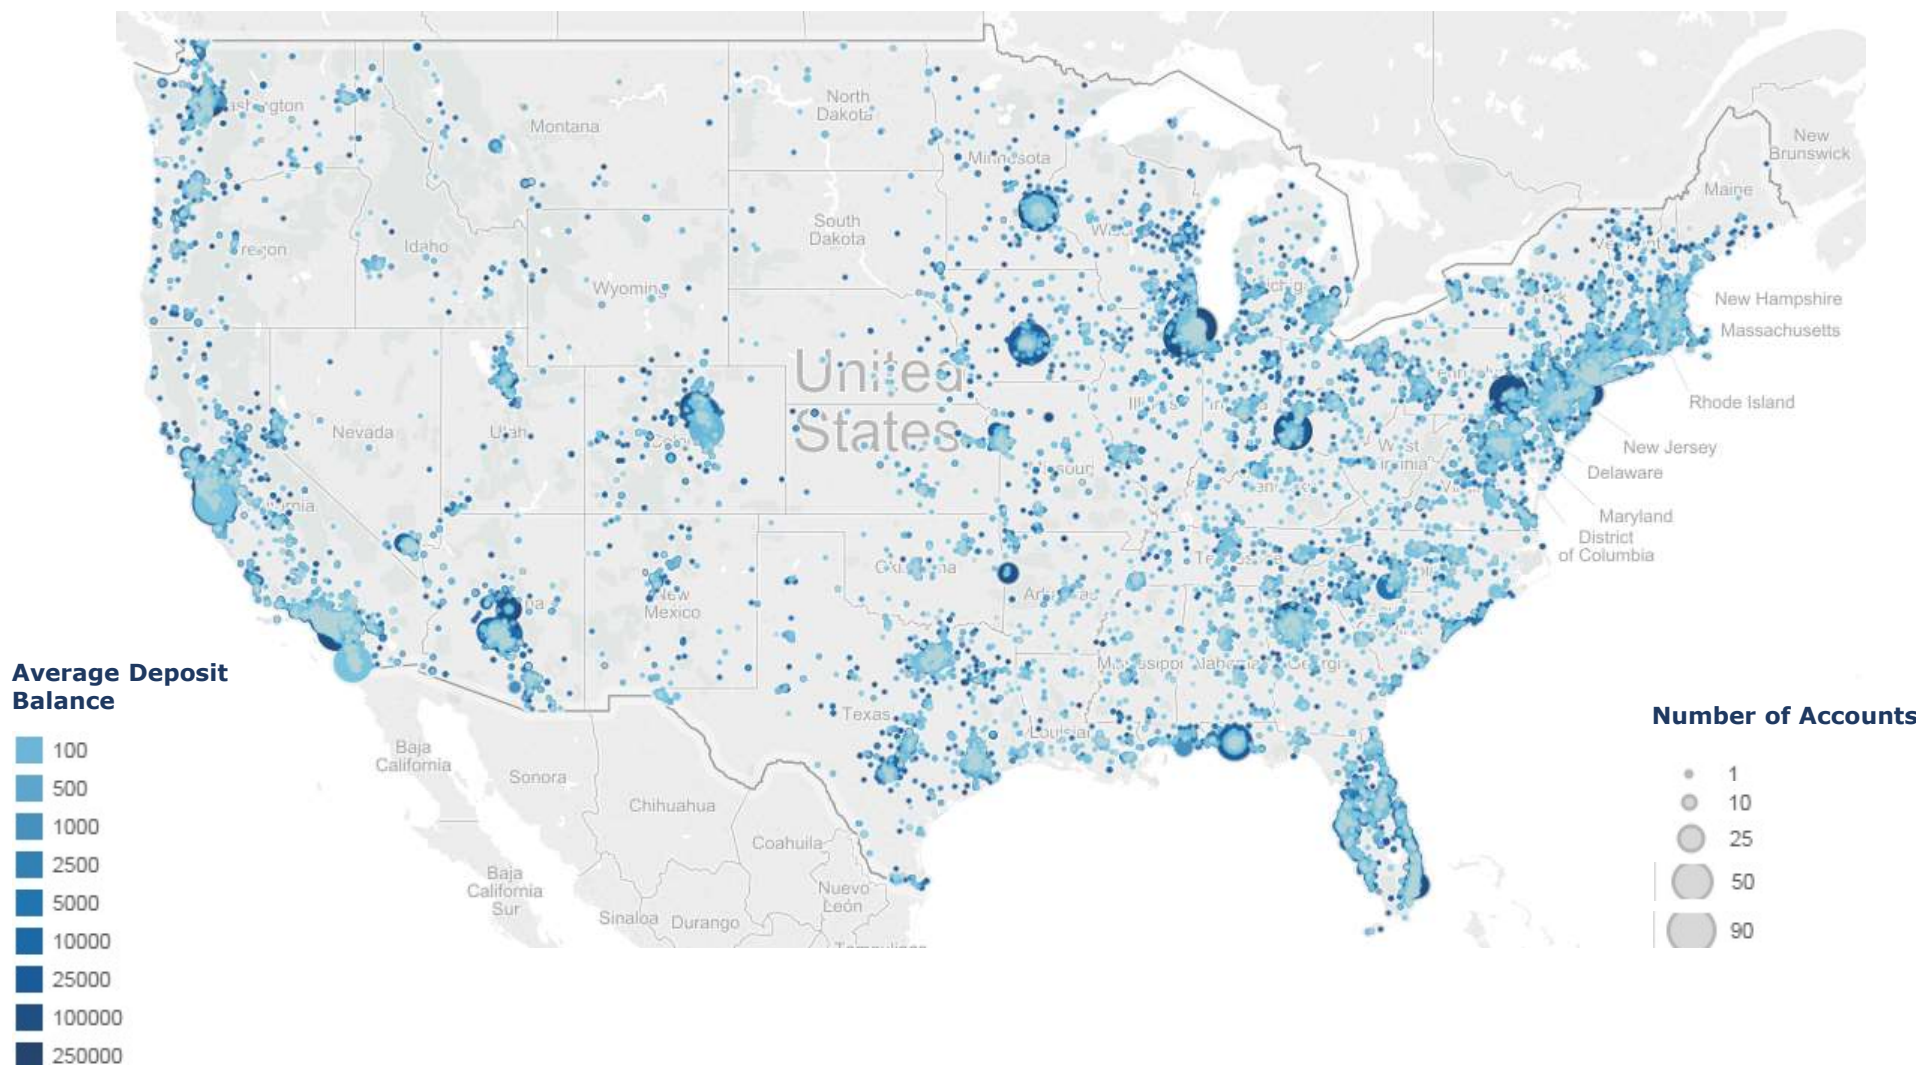 North
Dakota
Montana
Minnesota
New
Brunswick
Maine
South
Dakota
Idaho
Wyoming
New Hampshire
Massachusetts
United
States
Rhode Island
Nevada
Utah
West
New Jersey
Delaware
Maryland
District
of Columbia
New
Mexico
Texas
Average Deposit
Balance
100
500
1000
2500
5000
10000
25000
100000
250000
Baja
California
Sonora
Chihuahua
Coahuila
Baja
California
Sur
Nuevo
León
Sinaloa
Durango
Number of Accounts
1
10
25
50
90